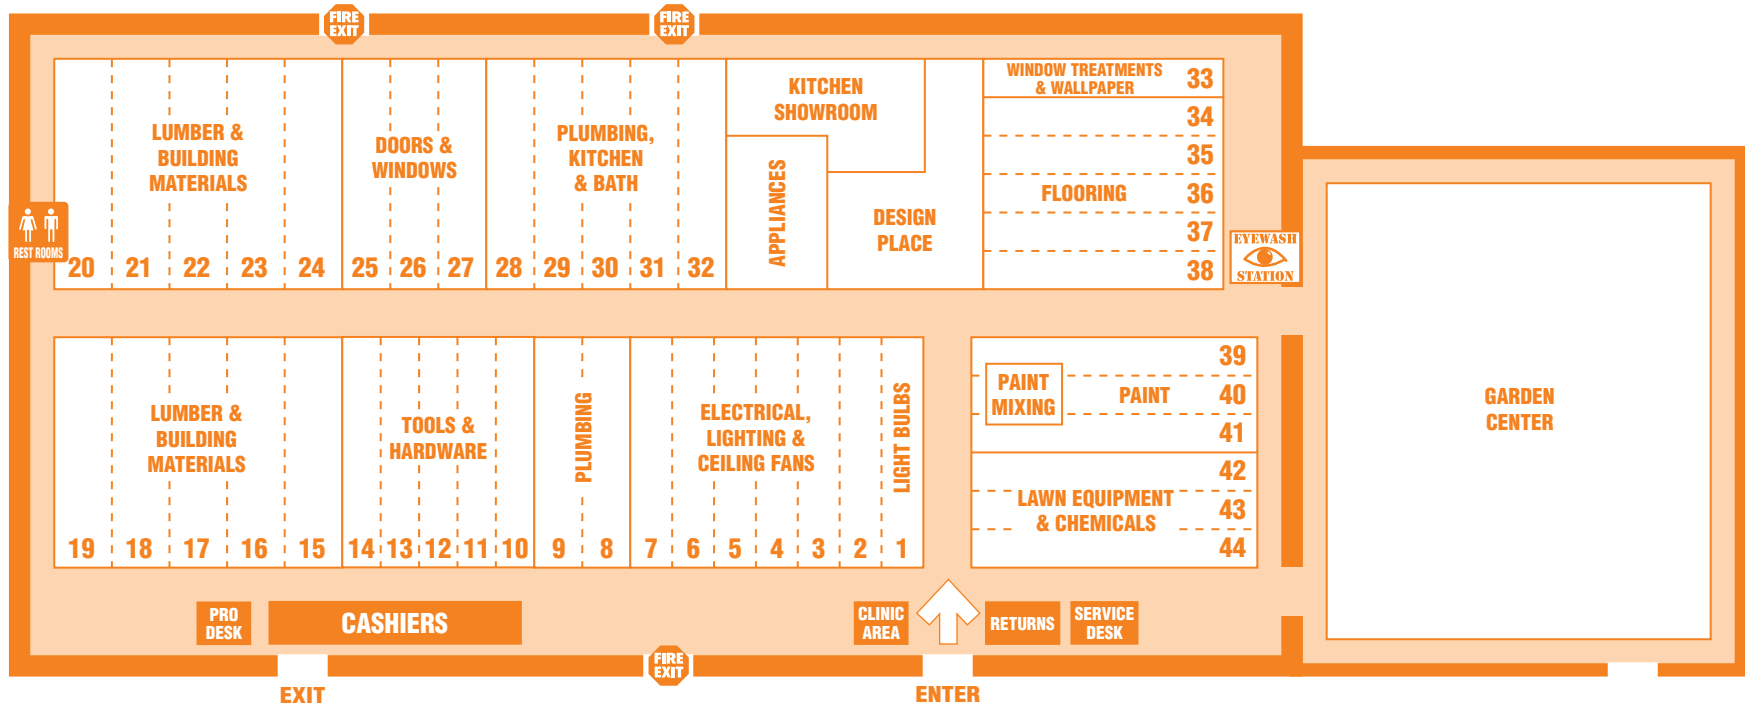 FIRE
EXIT
FIRE
EXIT
LUMBER &
BUILDING
MATERIALS
20 21 22 23 24
DOORS &
WINDOWS
25 26 27
PLUMBING,
KITCHEN
& BATH
28 29 30 31 32
KITCHEN
SHOWROOM
APPLIANCES
DESIGN
PLACE
WINDOW TREATMENTS
& WALLPAPER
33
34
35
FLOORING 36
37
38
REST ROOMS
EYEWASH
STATION
LUMBER &
BUILDING
MATERIALS
19 18 17 16 15
TOOLS &
HARDWARE
14 13 12 11 10
PLUMBING
9 8
ELECTRICAL,
LIGHTING &
CEILING FANS
7 6 5 4 3 2
LIGHT BULBS
1
39
PAINT
MIXING
PAINT 40
41
42
LAWN EQUIPMENT
& CHEMICALS
43
44
GARDEN
CENTER
PRO
DESK
CASHIERS
CLINIC
AREA
RETURNS
SERVICE
DESK
FIRE
EXIT
EXIT
ENTER